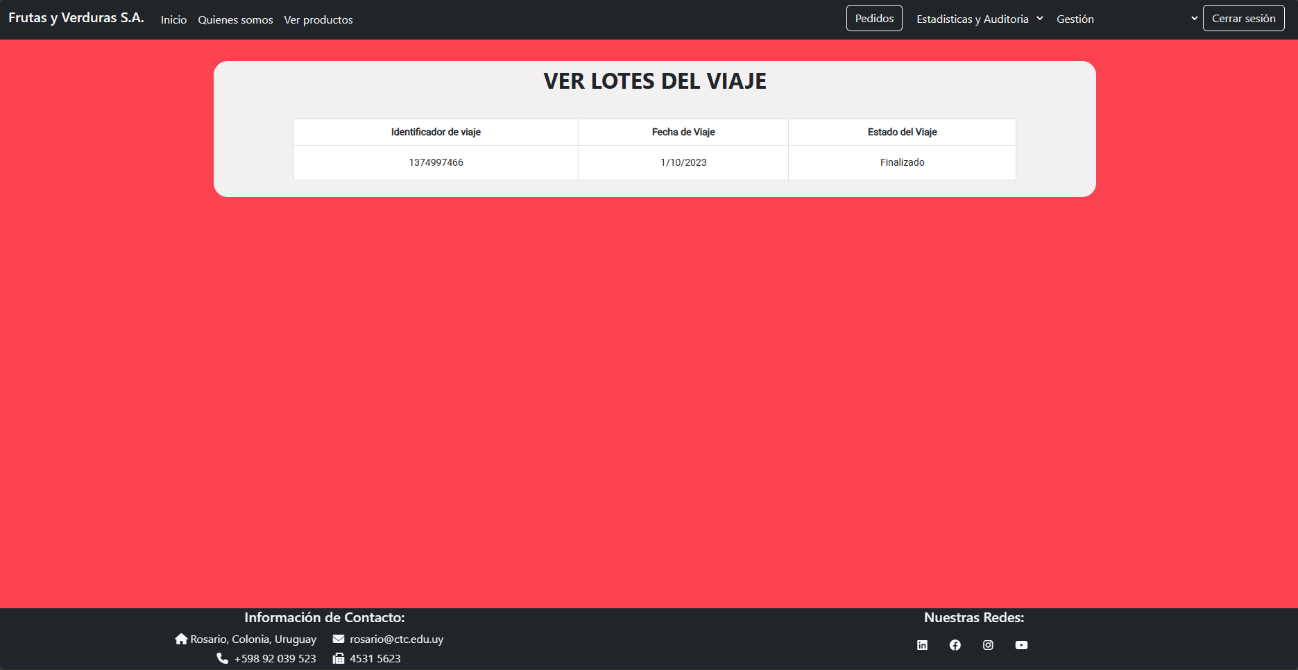 Frutas y Verduras S.A. Inicio Quienes somos Ver productos Pedidos Estadisticas y Auditoria Gestión Cerrar sesión
VER LOTES DEL VIAJE
Identificador de viaje Fecha de Viaje Estado del Viaje
1374997466 1/10/2023 Finalizado
Información de Contacto: Nuestras Redes:
Rosario, Colonia, Uruguay rosario@ctc.edu.uy
+598 92 039 523 4531 5623